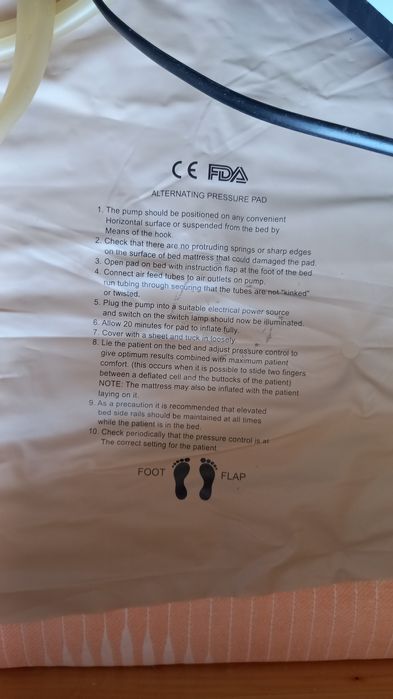 CE FDA
ALTERNATING PRESSURE PAD
1. The pump should be positioned on any convenient
Horizontal surface or suspended from the bed by
Means of the hook.
2. Check that there are no protruding springs or sharp edges
on the surface of bed mattress that could damaged the pad.
3. Open pad on bed with instruction flap at the foot of the bed
4. Connect air feed tubes to air outlets on pump.
run tubing through securing that the tubes are not "kinked"
or twisted.
5. Plug the pump into a suitable electrical power source
and switch on the switch lamp should now be illuminated.
6. Allow 20 minutes for pad to inflate fully.
7. Cover with a sheet and tuck in loosely
8. Lie the patient on the bed and adjust pressure control to
give optimum results combined with maximum patient
comfort. (this occurs when it is possible to slide two fingers
between a deflated cell and the buttocks of the patient)
NOTE: The mattress may also be inflated with the patient
laying on it.
9. As a precaution it is recommended that elevated
bed side rails should be maintained at all times
while the patient is in the bed.
10. Check periodically that the pressure control is at
The correct setting for the patient
FOOT FLAP